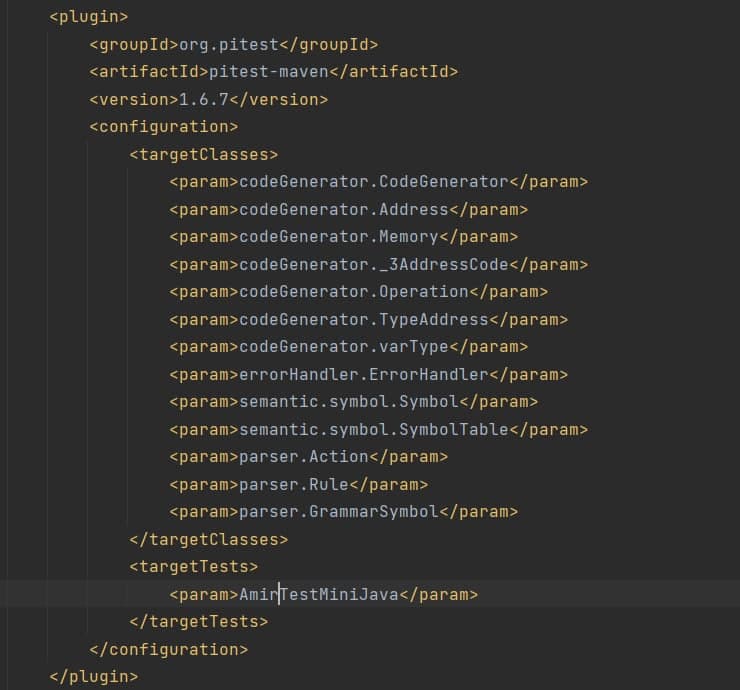 <plugin>
<groupId>org.pitest</groupId>
<artifactId>pitest-maven</artifactId>
<version>1.6.7</version>
<configuration>
<targetClasses>
<param>codeGenerator.CodeGenerator</param>
<param>codeGenerator.Address</param>
<param>codeGenerator.Memory</param>
<param>codeGenerator._3AddressCode</param>
<param>codeGenerator.Operation</param>
<param>codeGenerator.TypeAddress</param>
<param>codeGenerator.varType</param>
<param>errorHandler.ErrorHandler</param>
<param>semantic.symbol.Symbol</param>
<param>semantic.symbol.SymbolTable</param>
<param>parser.Action</param>
<param>parser.Rule</param>
<param>parser.GrammarSymbol</param>
</targetClasses>
<targetTests>
<param>AmirTestMiniJava</param>
</targetTests>
</configuration>
</plugin>